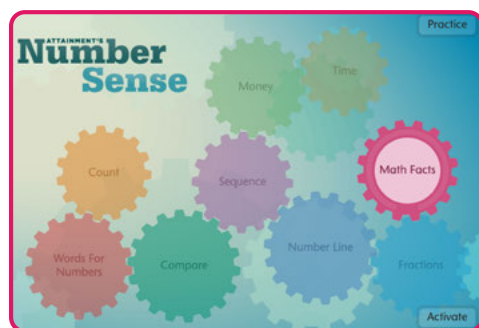 Practice
ATTAINMENT'S
Number
Sense
Money
Time
Count
Sequence
Math Facts
Words For
Numbers
Compare
Number Line
Fractions
Activate